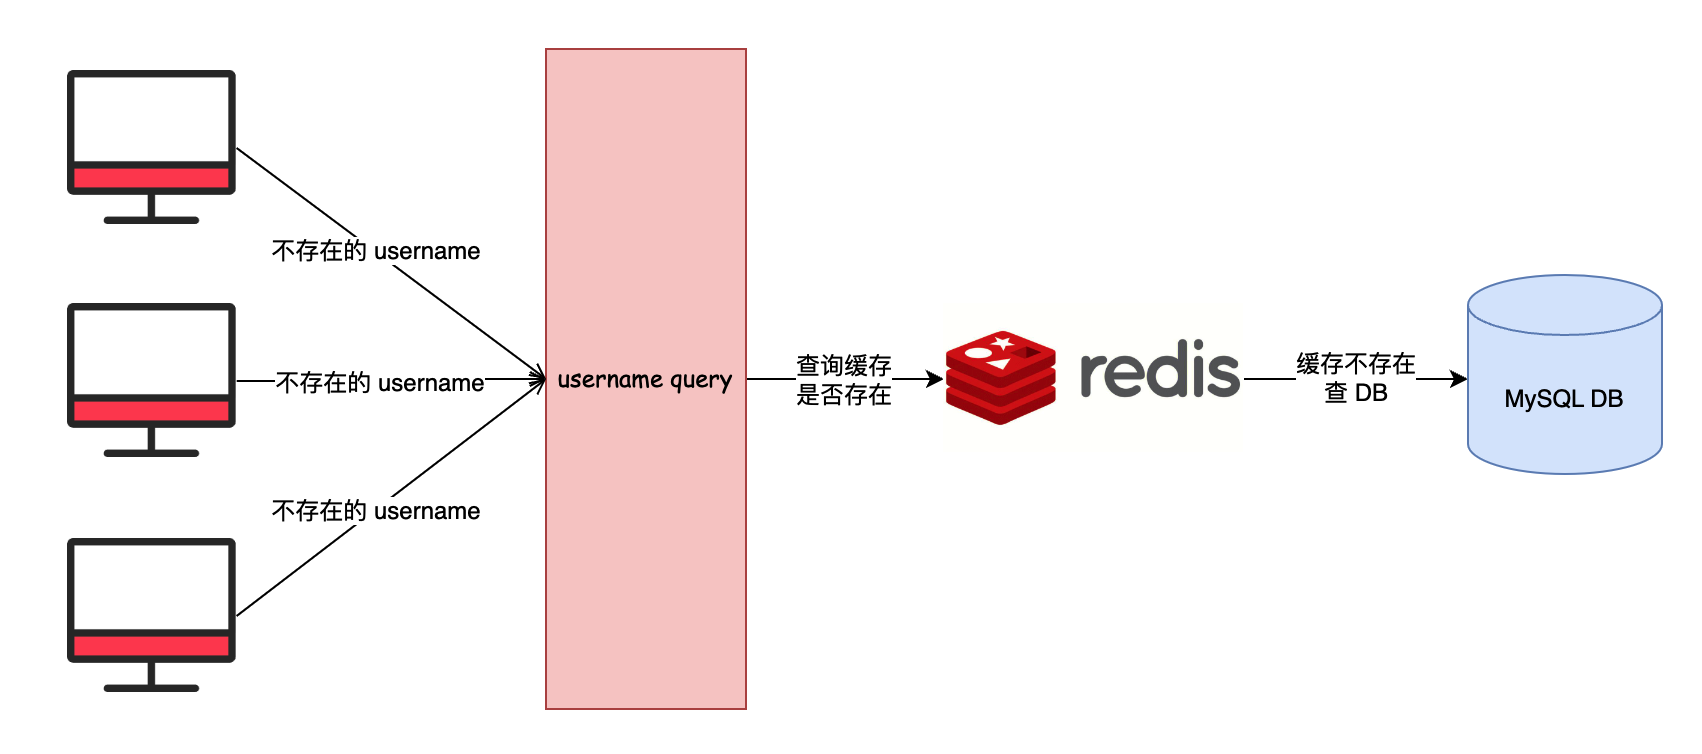 不存在的 username
不存在的 username
不存在的 username
username query
查询缓存
是否存在
redis
缓存不存在
查 DB
MySQL DB